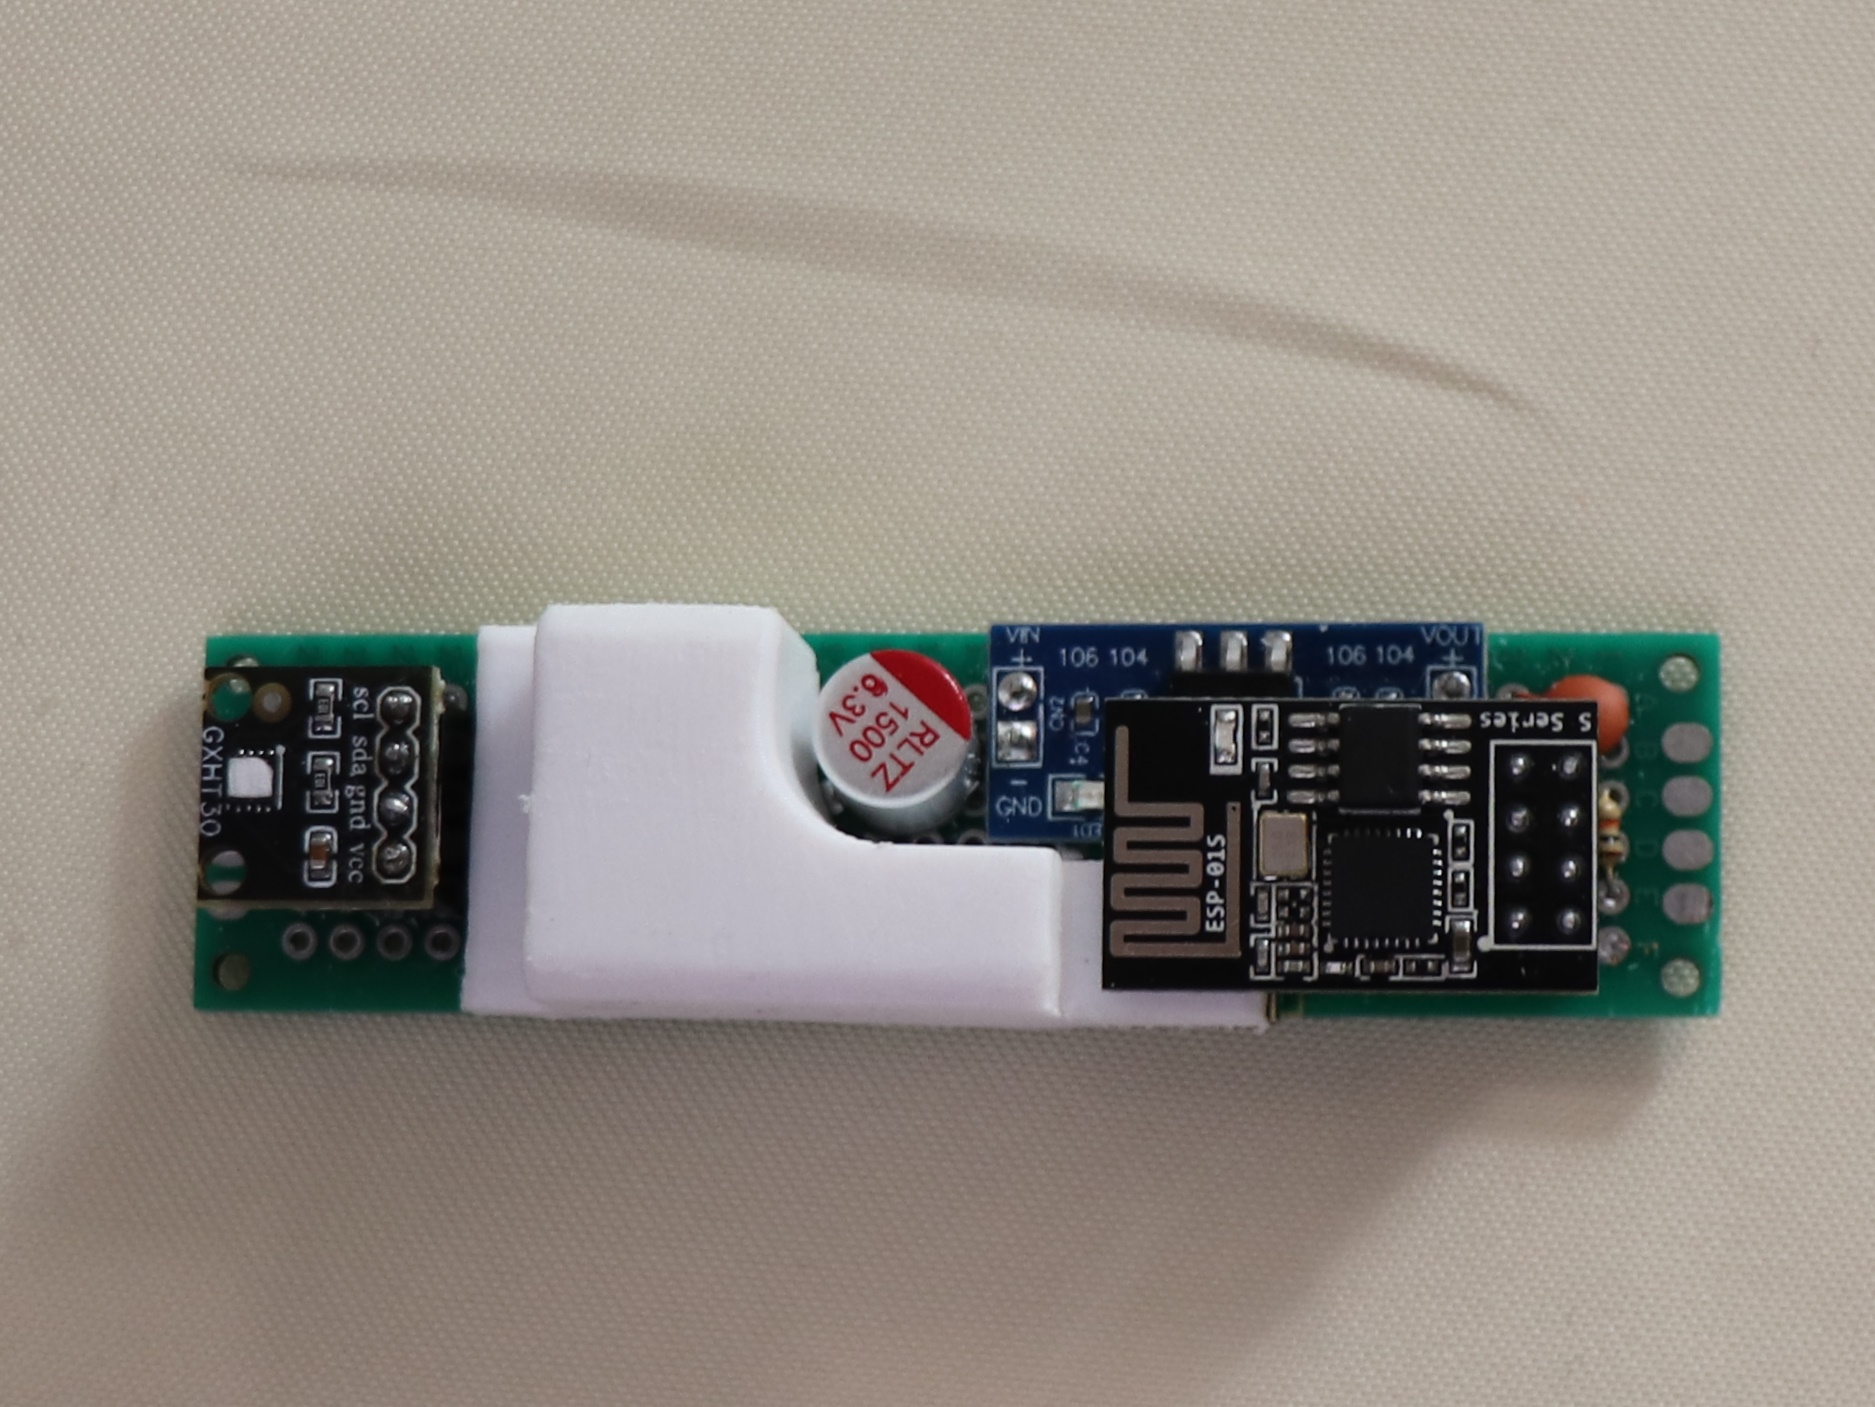 scl sda gnd vcc
GXHT30
RLTZ
1500
6.3V
VIN
+
106 104
106 104
VOUT
+
-
GND
S Series
ESP-01S
B
C
D
E
F